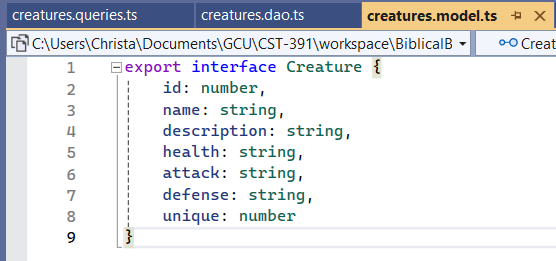 creatures.queries.ts creatures.dao.ts creatures.model.ts
C:\Users\Christa\Documents\GCU\CST-391\workspace\BiblicalB Creat
1 export interface Creature {
2 id: number,
3 name: string,
4 description: string,
5 health: string,
6 attack: string,
7 defense: string,
8 unique: number
9 }